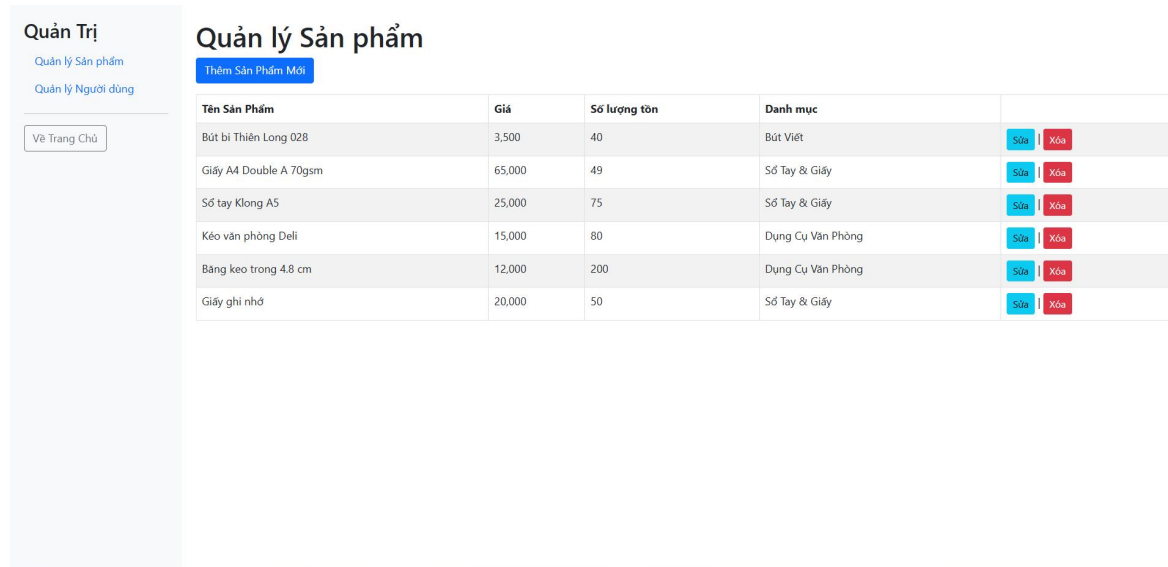 Quản Trị
Quản lý Sản phẩm
Quản lý Người dùng
Về Trang Chủ
Quản lý Sản phẩm
Thêm Sản Phẩm Mới
Tên Sản Phẩm Giá Số lượng tồn Danh mục
Bút bi Thiên Long 028 3,500 40 Bút Viết Sửa | Xóa
Giấy A4 Double A 70gsm 65,000 49 Sổ Tay & Giấy Sửa | Xóa
Sổ tay Klong A5 25,000 75 Sổ Tay & Giấy Sửa | Xóa
Kéo văn phòng Deli 15,000 80 Dụng Cụ Văn Phòng Sửa | Xóa
Băng keo trong 4.8 cm 12,000 200 Dụng Cụ Văn Phòng Sửa | Xóa
Giấy ghi nhớ 20,000 50 Sổ Tay & Giấy Sửa | Xóa